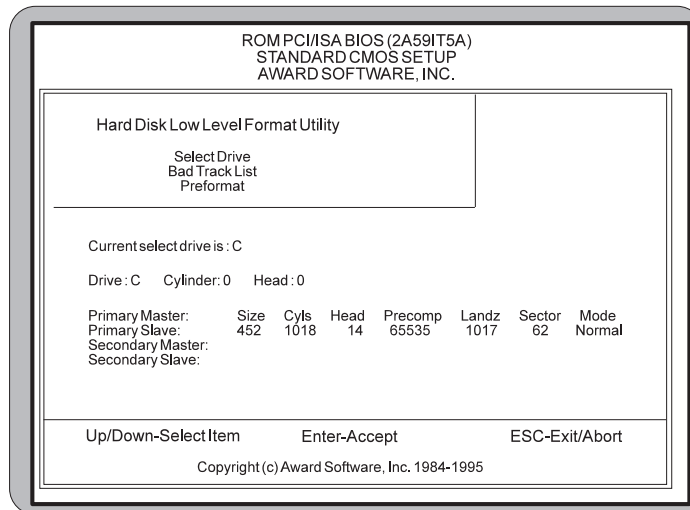 ROM PCI/ISA BIOS (2A59IT5A)
STANDARD CMOS SETUP
AWARD SOFTWARE, INC.
Hard Disk Low Level Format Utility
Select Drive
Bad Track List
Preformat
Current select drive is : C
Drive : C Cylinder: 0 Head : 0
Primary Master: Size Cyls Head Precomp Landz Sector Mode
Primary Slave: 452 1018 14 65535 1017 62 Normal
Secondary Master:
Secondary Slave:
Up/Down-Select Item Enter-Accept ESC-Exit/Abort
Copyright (c) Award Software, Inc. 1984-1995